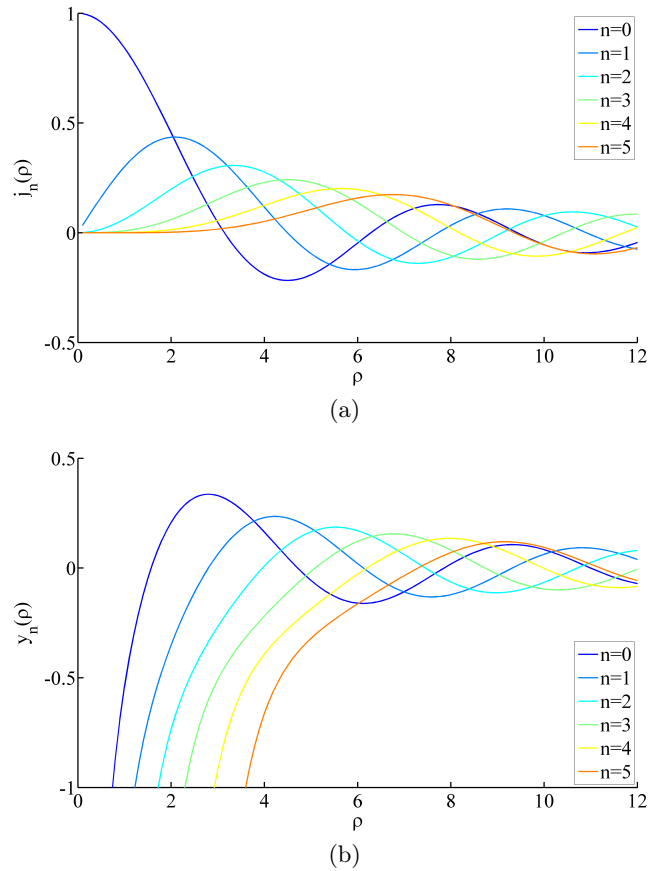 1
0.5
0
-0.5
0 2 4 6 8 10 12
j_n(ρ)
ρ
n=0
n=1
n=2
n=3
n=4
n=5
(a)
0.5
0
-0.5
-1
0 2 4 6 8 10 12
y_n(ρ)
ρ
n=0
n=1
n=2
n=3
n=4
n=5
(b)